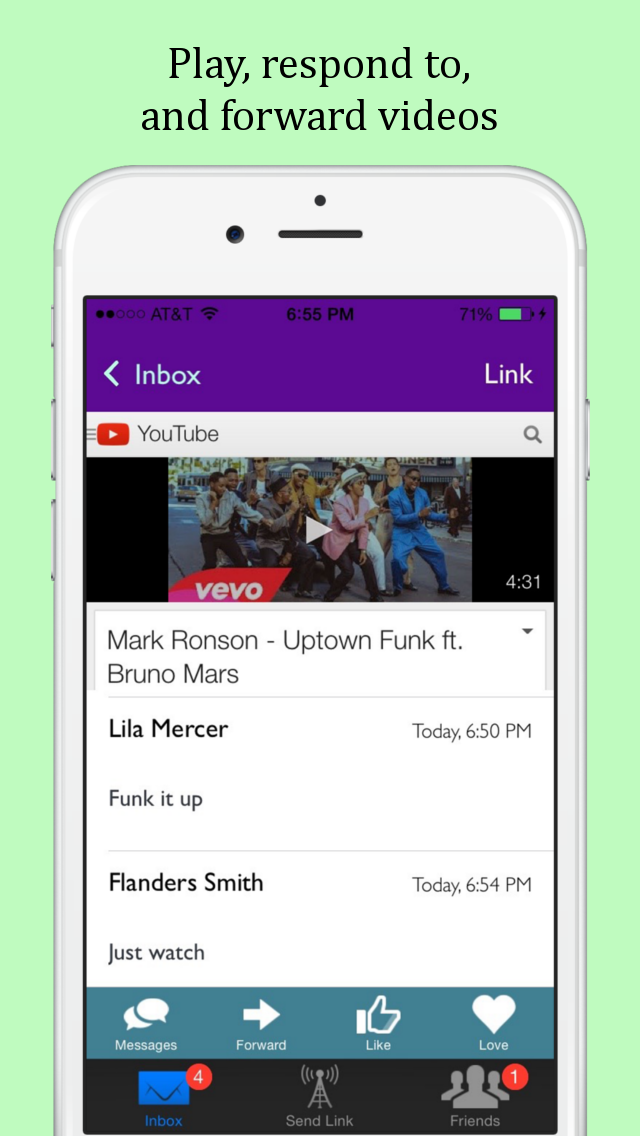 Play, respond to,
and forward videos
AT&T 6:55 PM 71%
Inbox Link
YouTube
DINER
vevo
4:31
Mark Ronson - Uptown Funk ft.
Bruno Mars
Lila Mercer Today, 6:50 PM
Funk it up
Flanders Smith Today, 6:54 PM
Just watch
Messages Forward Like Love
4 1
Inbox Send Link Friends